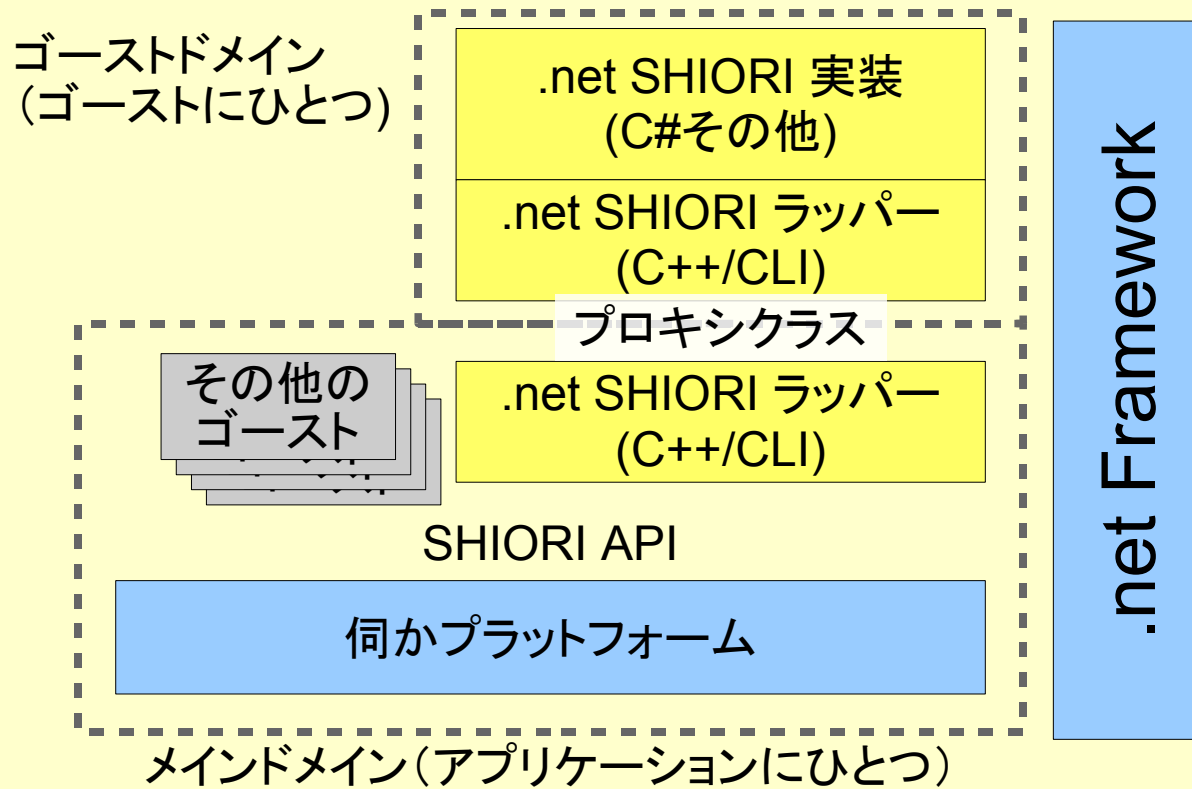 ゴーストドメイン
（ゴーストにひとつ)
.net SHIORI 実装
(C#その他)
.net SHIORI ラッパー
(C++/CLI)
プロキシクラス
その他の
ゴースト
.net SHIORI ラッパー
(C++/CLI)
SHIORI API
伺かプラットフォーム
メインドメイン（アプリケーションにひとつ）
.net Framework